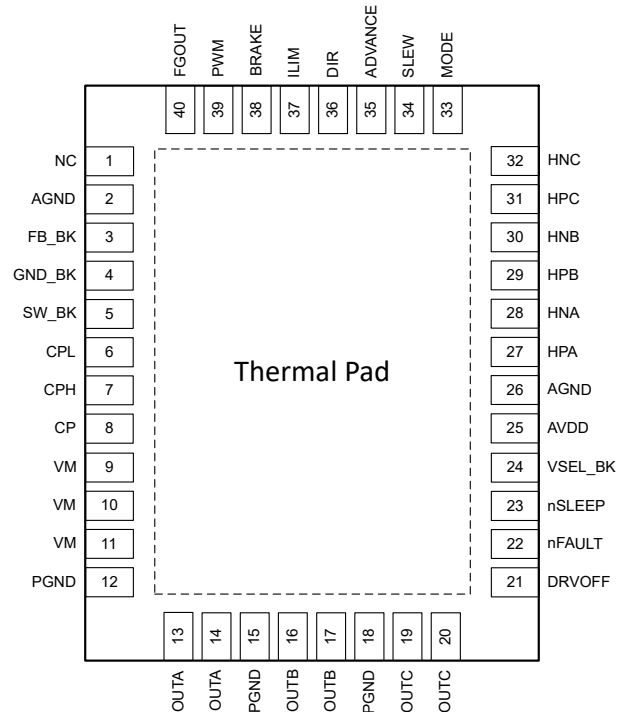 FGOUT PWM BRAKE ILIM DIR ADVANCE SLEW MODE
40 39 38 37 36 35 34 33
NC 1 32 HNC
AGND 2 31 HPC
FB_BK 3 30 HNB
GND_BK 4 29 HPB
SW_BK 5 28 HNA
CPL 6 27 HPA
CPH 7 26 AGND
CP 8 25 AVDD
VM 9 24 VSEL_BK
VM 10 23 nSLEEP
VM 11 22 nFAULT
PGND 12 21 DRVOFF
Thermal Pad
13 14 15 16 17 18 19 20
OUTA OUTA PGND OUTB OUTB PGND OUTC OUTC